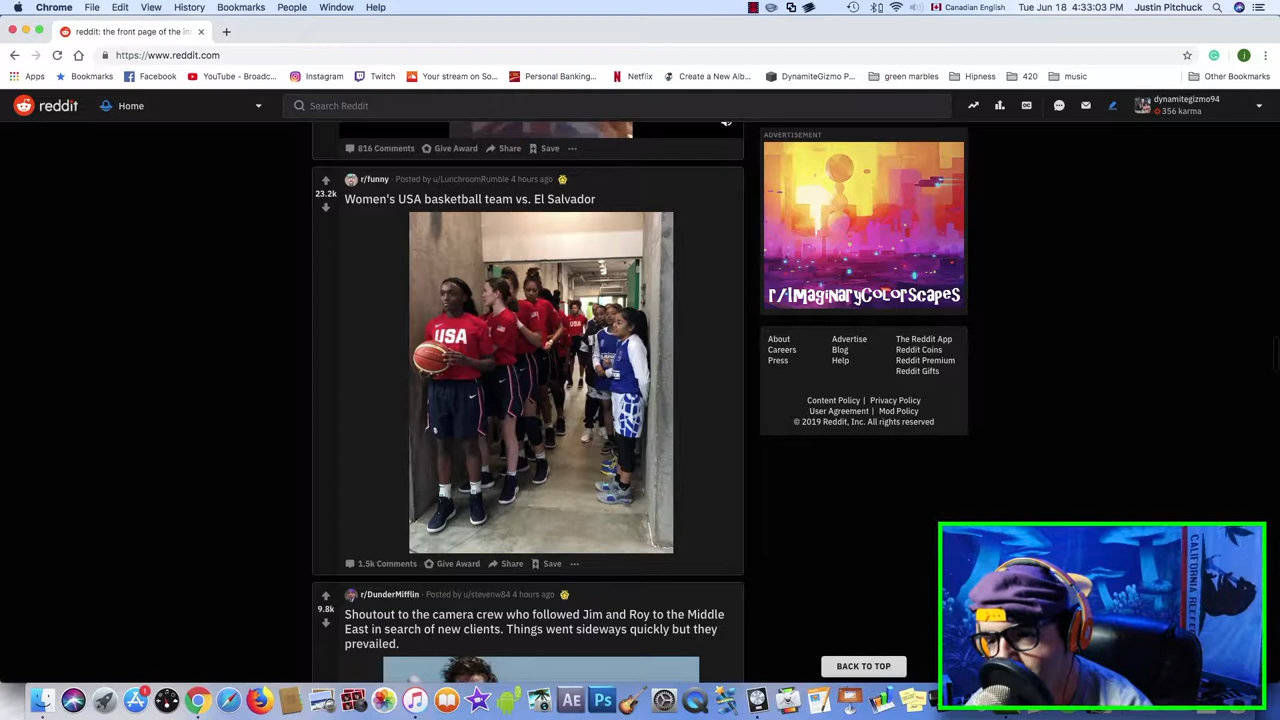 Chrome File Edit View History Bookmarks People Window Help Canadian English Tue Jun 18 4:33:03 PM Justin Pitchuck
reddit: the front page of the in
https://www.reddit.com
Apps Bookmarks Facebook YouTube - Broadc... Instagram Twitch Your stream on So... Personal Banking... Netflix Create a New Alb... DynamiteGizmo P... green marbles Hipness 420 music Other Bookmarks
reddit Home Search Reddit dynamitegizmo94
356 karma
ADVERTISEMENT
816 Comments Give Award Share Save
r/funny · Posted by u/LunchroomRumble 4 hours ago
23.2k
Women's USA basketball team vs. El Salvador
USA
r/ImaginaryColorscapes
About Advertise The Reddit App
Careers Blog Reddit Coins
Press Help Reddit Premium
Reddit Gifts
Content Policy | Privacy Policy
User Agreement | Mod Policy
© 2019 Reddit, Inc. All rights reserved
1.5k Comments Give Award Share Save
r/DunderMifflin · Posted by u/stevenw84 4 hours ago
9.8k
Shoutout to the camera crew who followed Jim and Roy to the Middle
East in search of new clients. Things went sideways quickly but they
prevailed.
BACK TO TOP
CALIFORNIA REEFER
1
Ae Ps